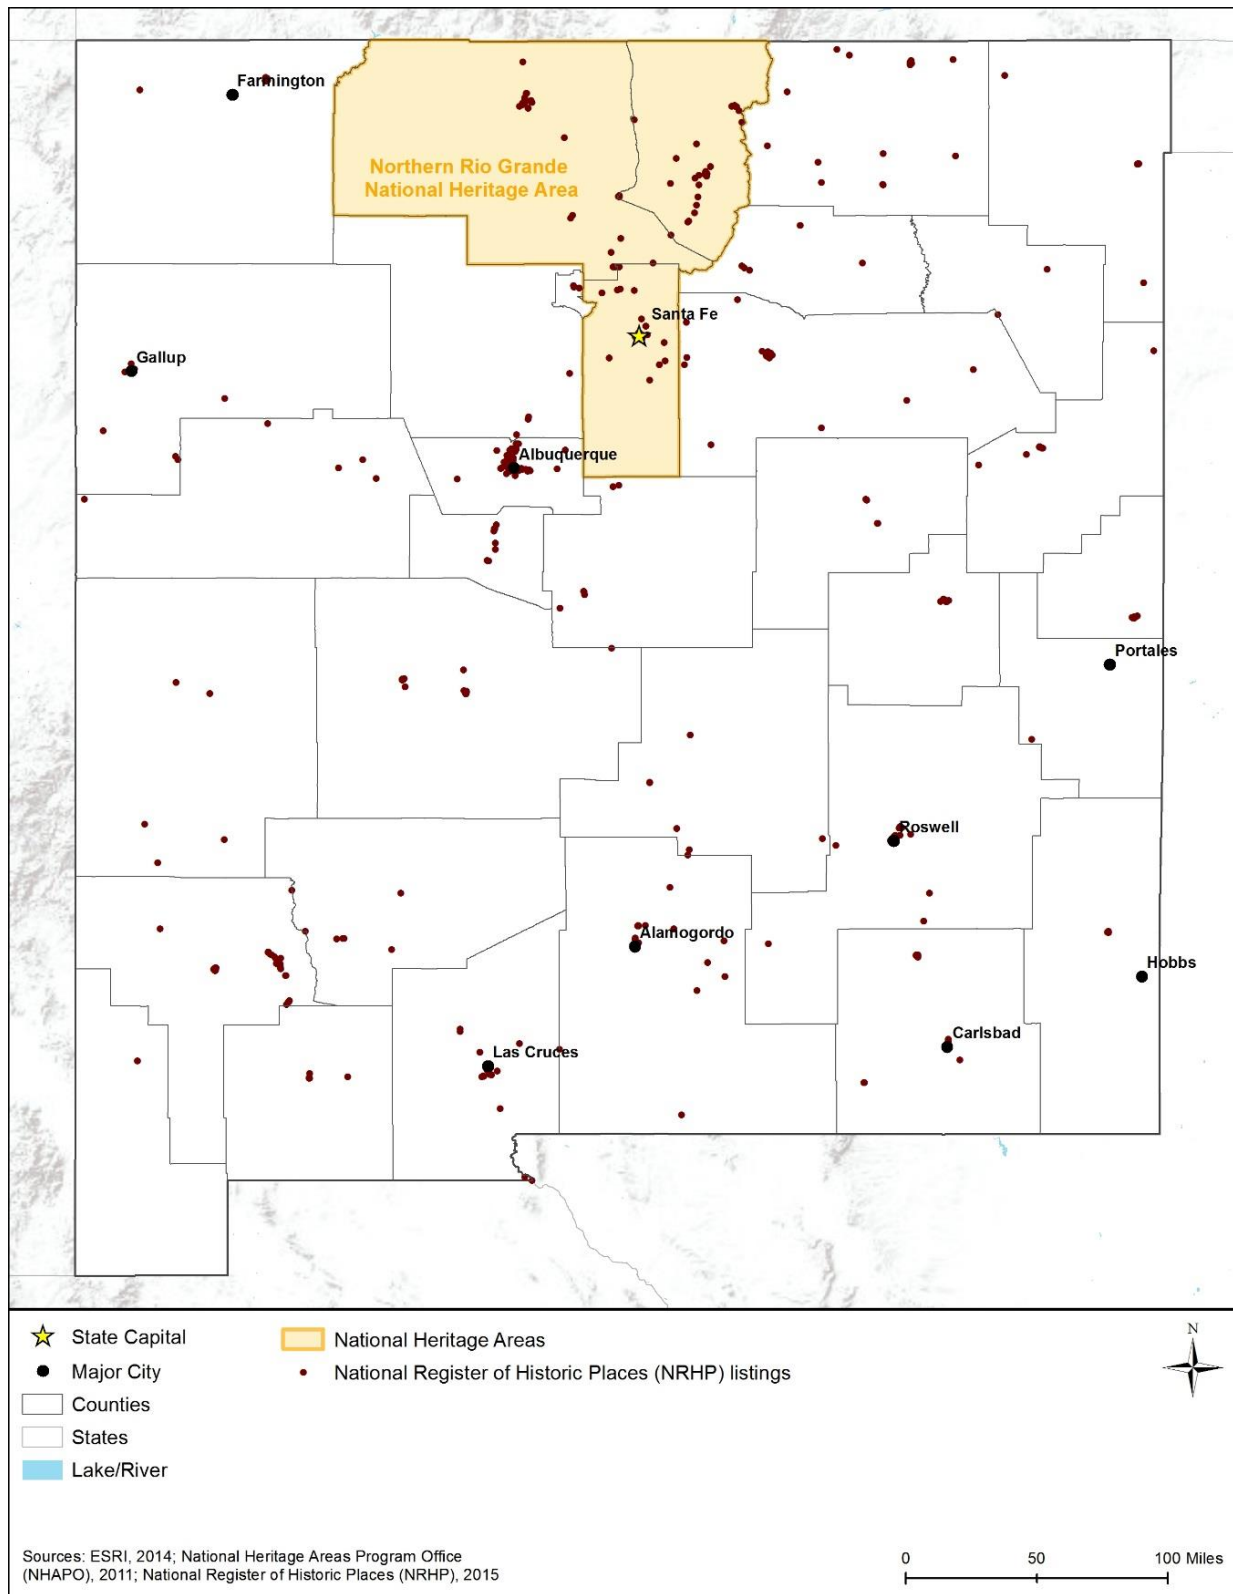 Farmington
Northern Rio Grande
National Heritage Area
Santa Fe
Gallup
Albuquerque
Portales
Roswell
Alamogordo
Hobbs
Carlsbad
Las Cruces
State Capital
Major City
Counties
States
Lake/River
National Heritage Areas
National Register of Historic Places (NRHP) listings
N
Sources: ESRI, 2014; National Heritage Areas Program Office
(NHAPO), 2011; National Register of Historic Places (NRHP), 2015
0 50 100 Miles